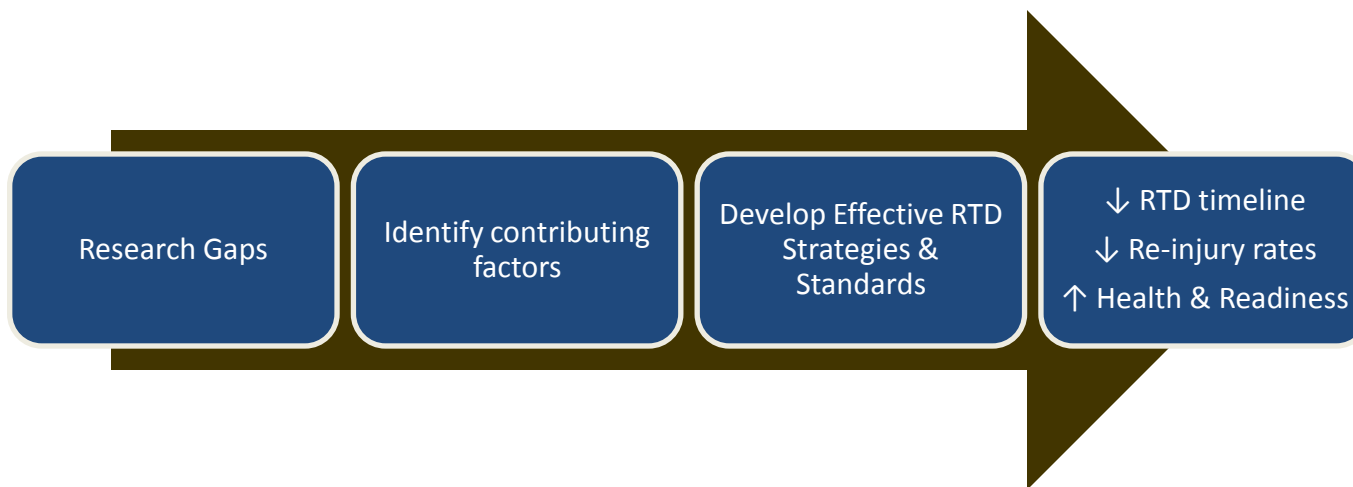 Research Gaps
Identify contributing
factors
Develop Effective RTD
Strategies &
Standards
↓ RTD timeline
↓ Re-injury rates
↑ Health & Readiness